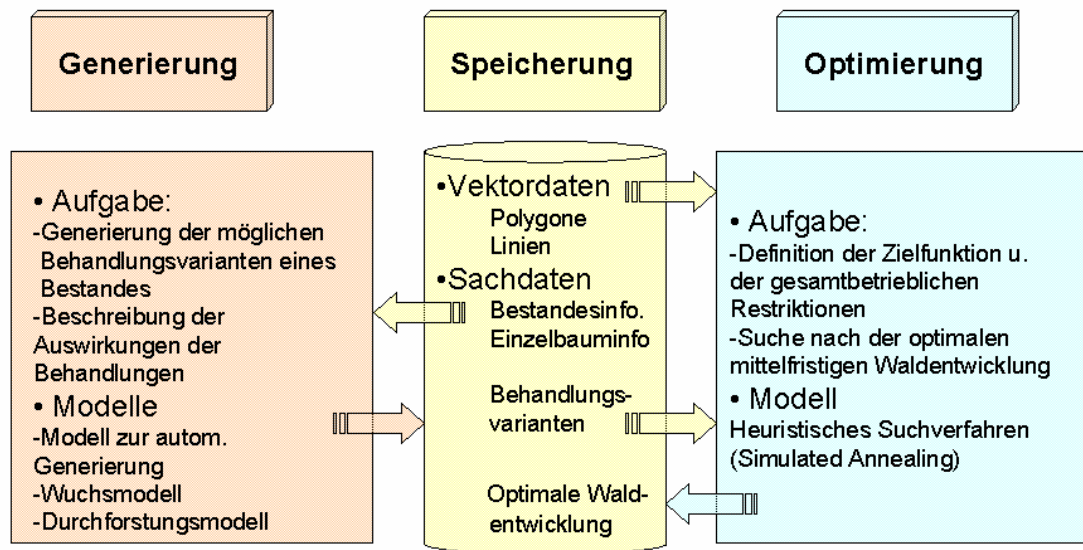 Generierung
Speicherung
Optimierung
• Aufgabe:
-Generierung der möglichen
Behandlungsvarianten eines
Bestandes
-Beschreibung der
Auswirkungen der
Behandlungen
• Modelle
-Modell zur autom.
Generierung
-Wuchsmodell
-Durchforstungsmodell
•Vektordaten
Polygone
Linien
•Sachdaten
Bestandesinfo.
Einzelbauminfo
Behandlungs-
varianten
Optimale Wald-
entwicklung
• Aufgabe:
-Definition der Zielfunktion u.
der gesamtbetrieblichen
Restriktionen
-Suche nach der optimalen
mittelfristigen Waldentwicklung
• Modell
Heuristisches Suchverfahren
(Simulated Annealing)